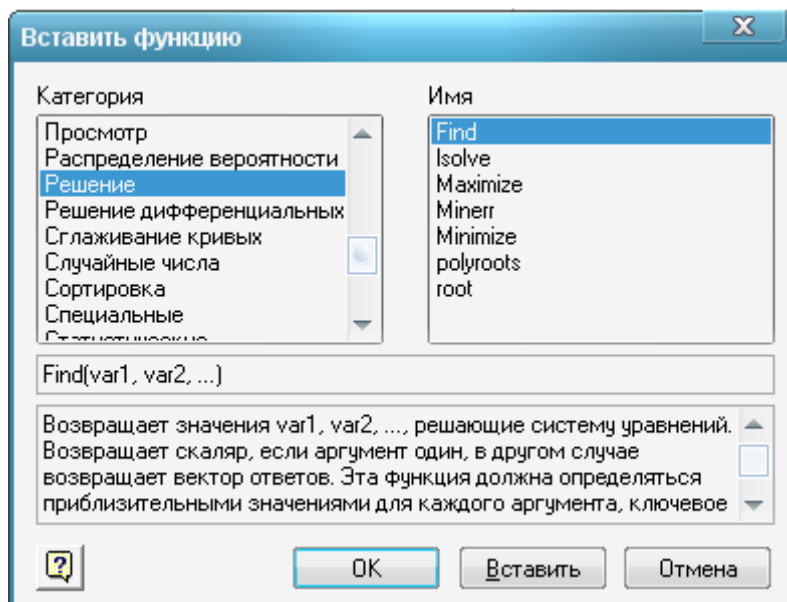 Вставить функцию
Категория
Просмотр
Распределение вероятности
Решение
Решение дифференциальных
Сглаживание кривых
Случайные числа
Сортировка
Специальные
Имя
Find
lsolve
Maximize
Minerr
Minimize
polyroots
root
Find(var1, var2, ...)
Возвращает значения var1, var2, ..., решающие систему уравнений.
Возвращает скаляр, если аргумент один, в другом случае
возвращает вектор ответов. Эта функция должна определяться
приблизительными значениями для каждого аргумента, ключевое
OK
Вставить
Отмена